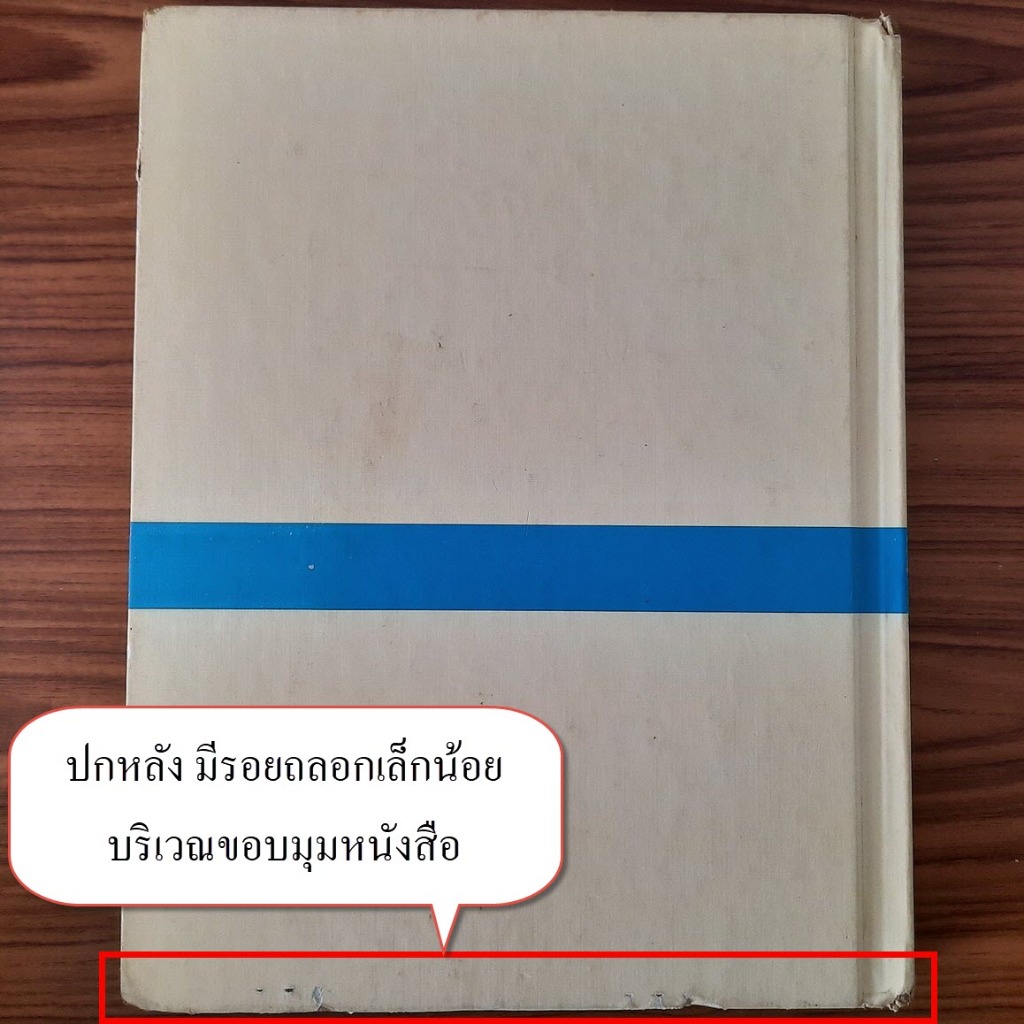 ปกหลัง มีรอยถลอกเล็กน้อย
บริเวณขอบมุมหนังสือ